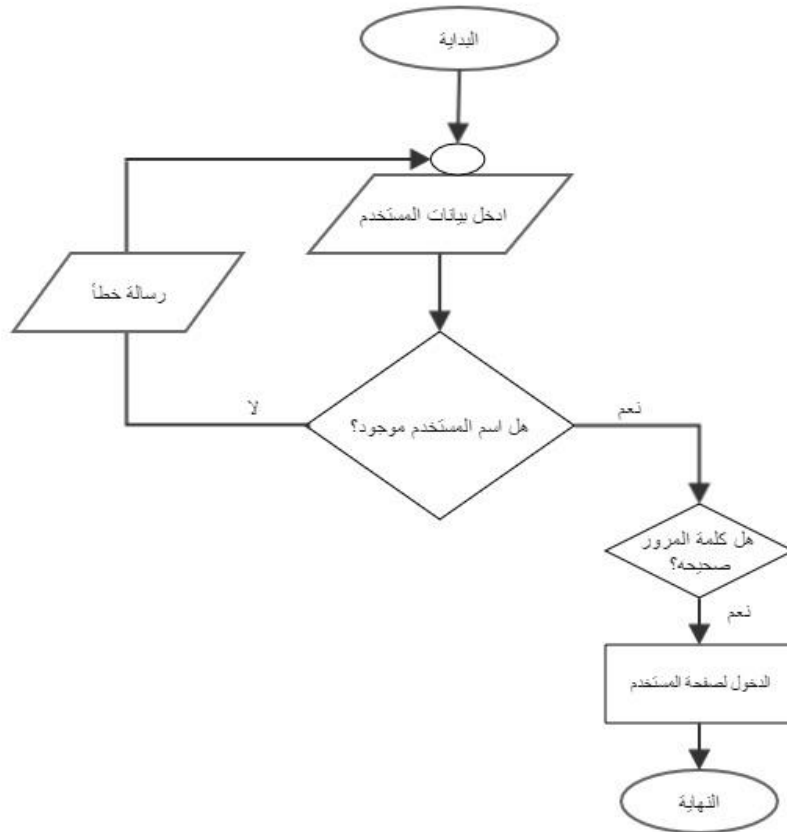 البداية
ادخل بيانات المستخدم
رسالة خطأ
هل اسم المستخدم موجود؟
لا
نعم
هل كلمة المرور
صحيحه؟
نعم
الدخول لصفحة المستخدم
النهاية